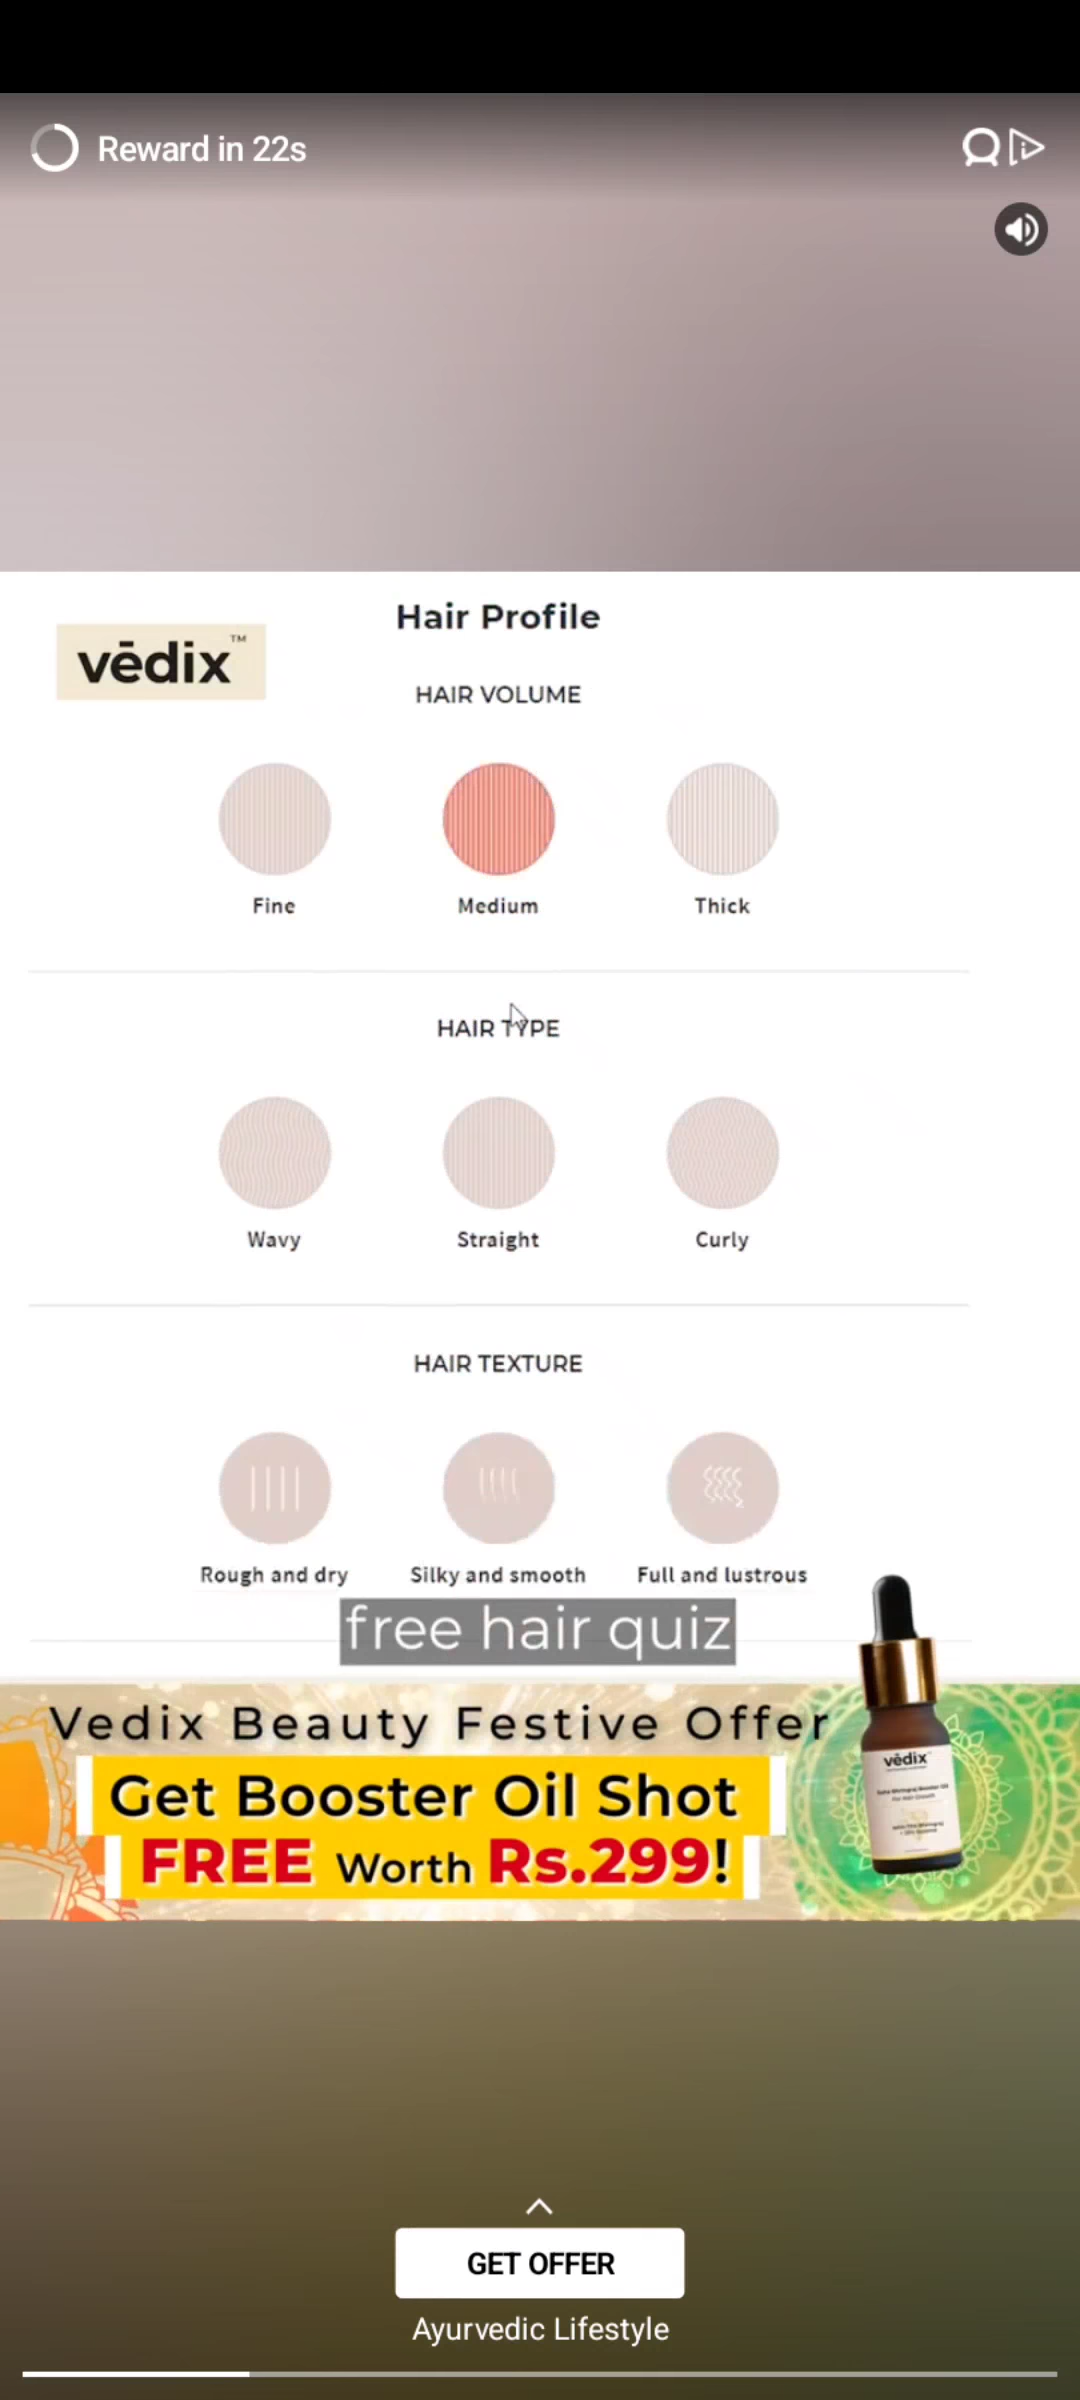 Reward in 22s
Hair Profile
vēdix™
HAIR VOLUME
Fine Medium Thick
HAIR TYPE
Wavy Straight Curly
HAIR TEXTURE
Rough and dry Silky and smooth Full and lustrous
free hair quiz
Vedix Beauty Festive Offer
Get Booster Oil Shot
FREE Worth Rs.299!
vēdix
GET OFFER
Ayurvedic Lifestyle